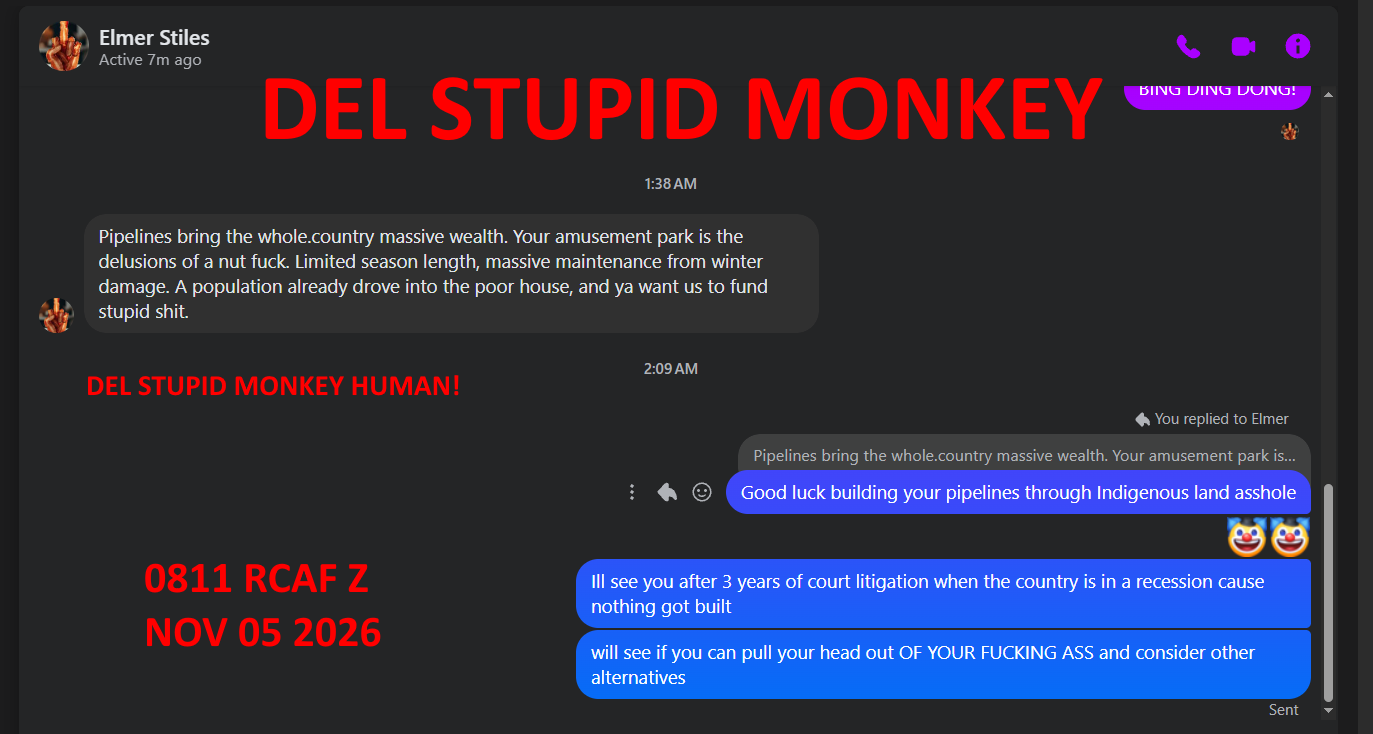 Elmer Stiles
Active 7m ago
DEL STUPID MONKEY
BING DING DONG!
1:38 AM
Pipelines bring the whole.country massive wealth. Your amusement park is the
delusions of a nut fuck. Limited season length, massive maintenance from winter
damage. A population already drove into the poor house, and ya want us to fund
stupid shit.
2:09 AM
DEL STUPID MONKEY HUMAN!
You replied to Elmer
Pipelines bring the whole.country massive wealth. Your amusement park is...
Good luck building your pipelines through Indigenous land asshole
0811 RCAF Z
NOV 05 2026
Ill see you after 3 years of court litigation when the country is in a recession cause
nothing got built
will see if you can pull your head out OF YOUR FUCKING ASS and consider other
alternatives
Sent